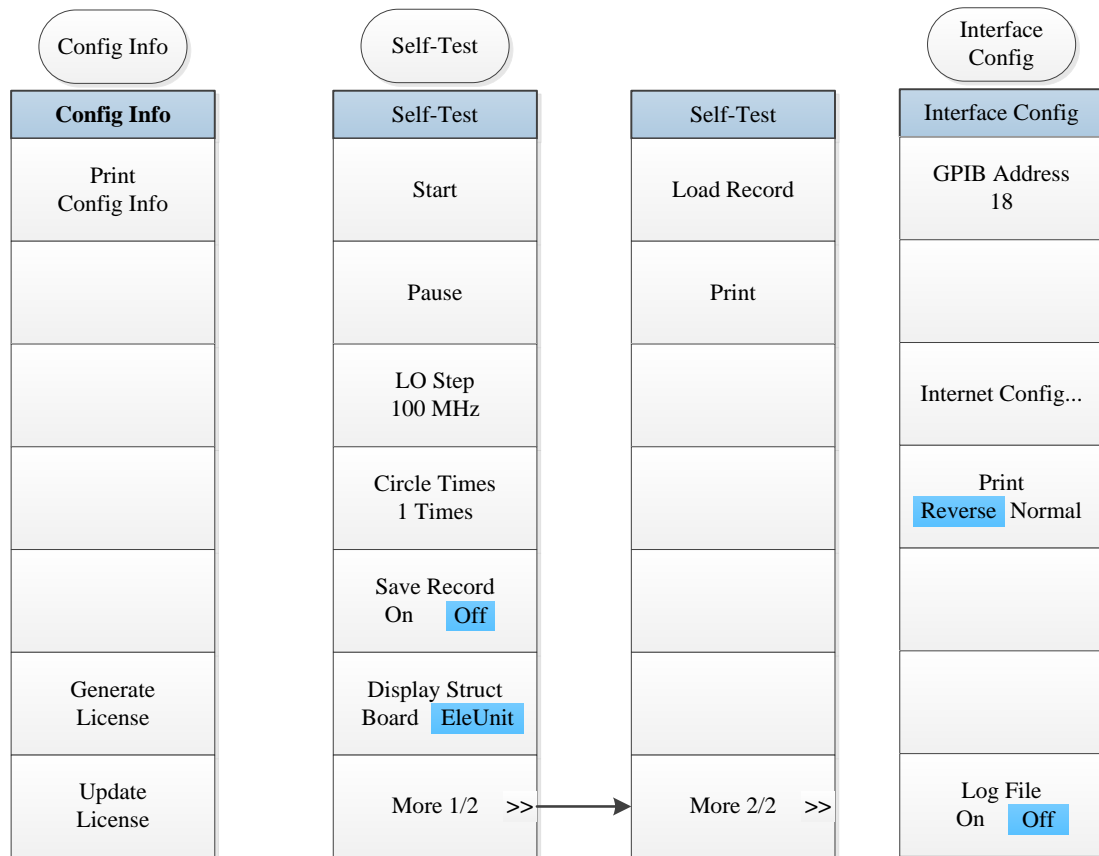 Config Info
Config Info
Print
Config Info
Generate
License
Update
License
Self-Test
Self-Test
Start
Pause
LO Step
100 MHz
Circle Times
1 Times
Save Record
On Off
Display Struct
Board EleUnit
More 1/2 >>
Self-Test
Load Record
Print
More 2/2 >>
Interface
Config
Interface Config
GPIB Address
18
Internet Config...
Print
Reverse Normal
Log File
On Off